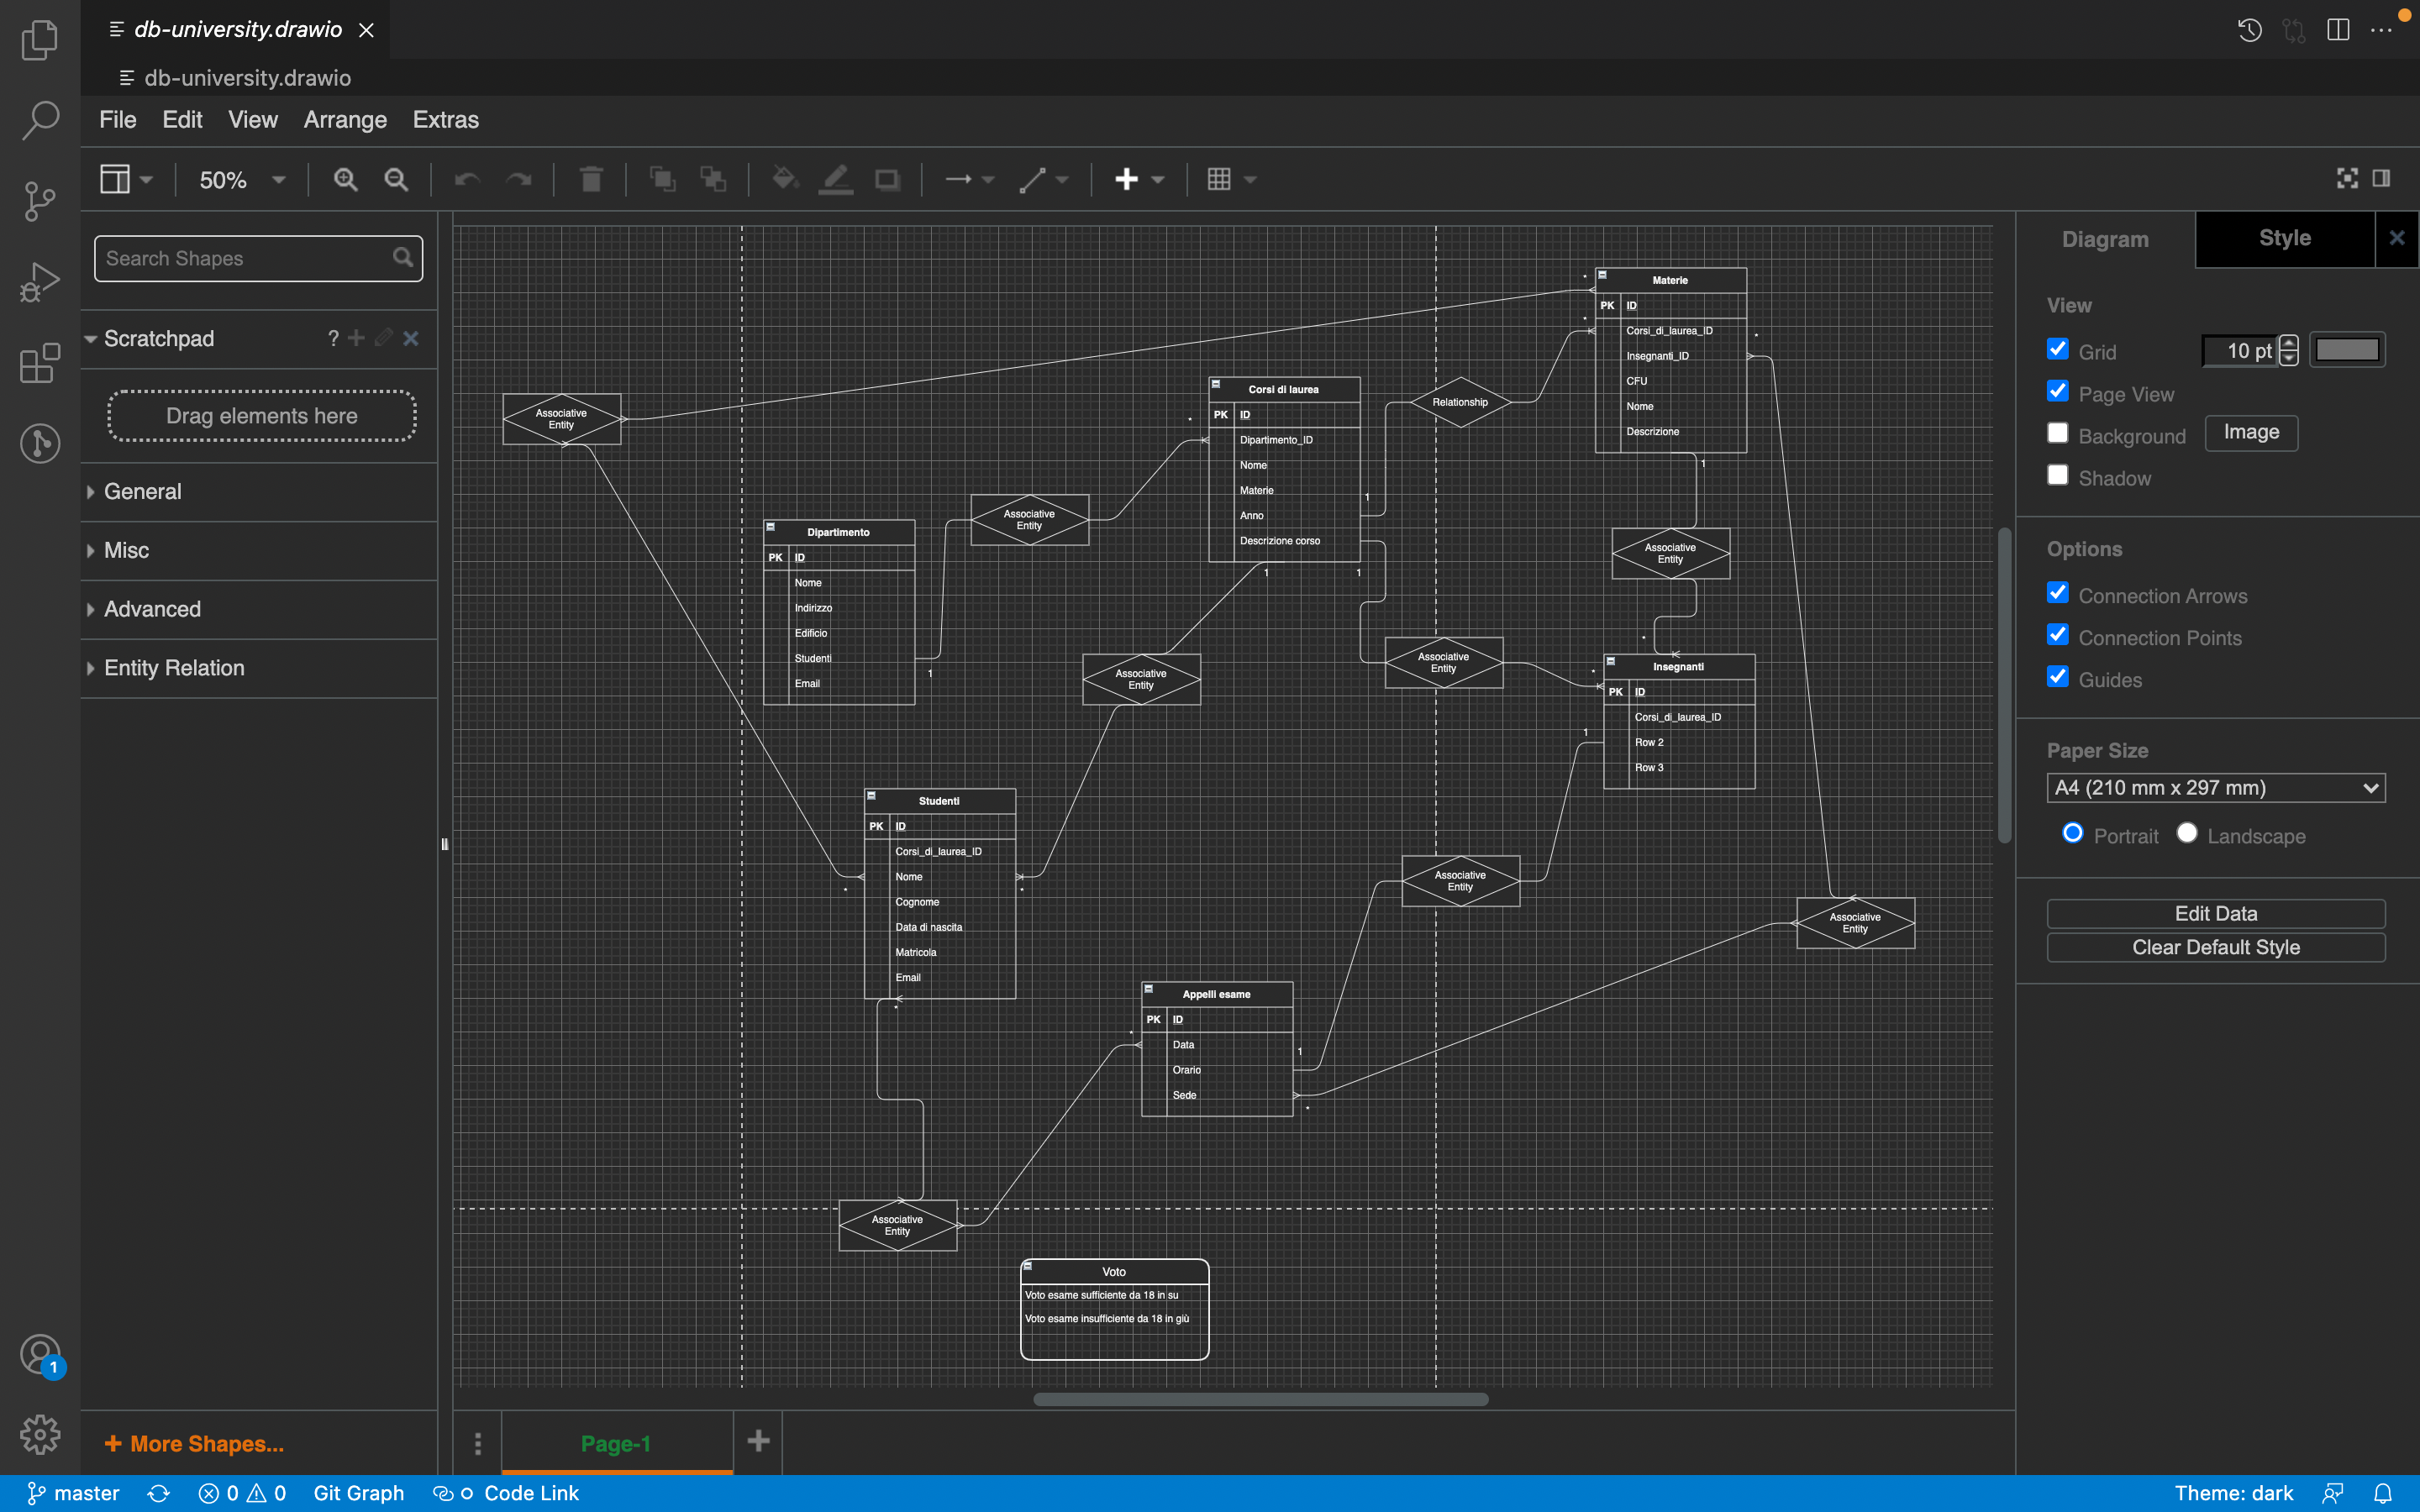 db-university.drawio
db-university.drawio
File Edit View Arrange Extras
50%
Search Shapes
Scratchpad ?
Drag elements here
General
Misc
Advanced
Entity Relation
+ More Shapes...
Associative
Entity
*
Materie
PK ID
*
Corsi_di_laurea_ID
*
Insegnanti_ID
CFU
Nome
Descrizione
1
Corsi di laurea
*
PK ID
Dipartimento_ID
Nome
Materie
Anno
Descrizione corso
1
1
1
Relationship
Associative
Entity
Dipartimento
PK ID
Nome
Indirizzo
Edificio
Studenti
Email
1
Associative
Entity
Associative
Entity
Associative
Entity
*
*
Insegnanti
PK ID
Corsi_di_laurea_ID
Row 2
Row 3
1
Studenti
PK ID
Corsi_di_laurea_ID
Nome
Cognome
Data di nascita
Matricola
Email
*
*
*
Associative
Entity
Associative
Entity
Appelli esame
PK ID
Data
Orario
Sede
*
1
*
Associative
Entity
Voto
Voto esame sufficiente da 18 in su
Voto esame insufficiente da 18 in giù
Page-1
Diagram Style
View
Grid 10 pt
Page View
Background Image
Shadow
Options
Connection Arrows
Connection Points
Guides
Paper Size
A4 (210 mm x 297 mm)
Portrait Landscape
Edit Data
Clear Default Style
1
master 0 0 Git Graph Code Link Theme: dark